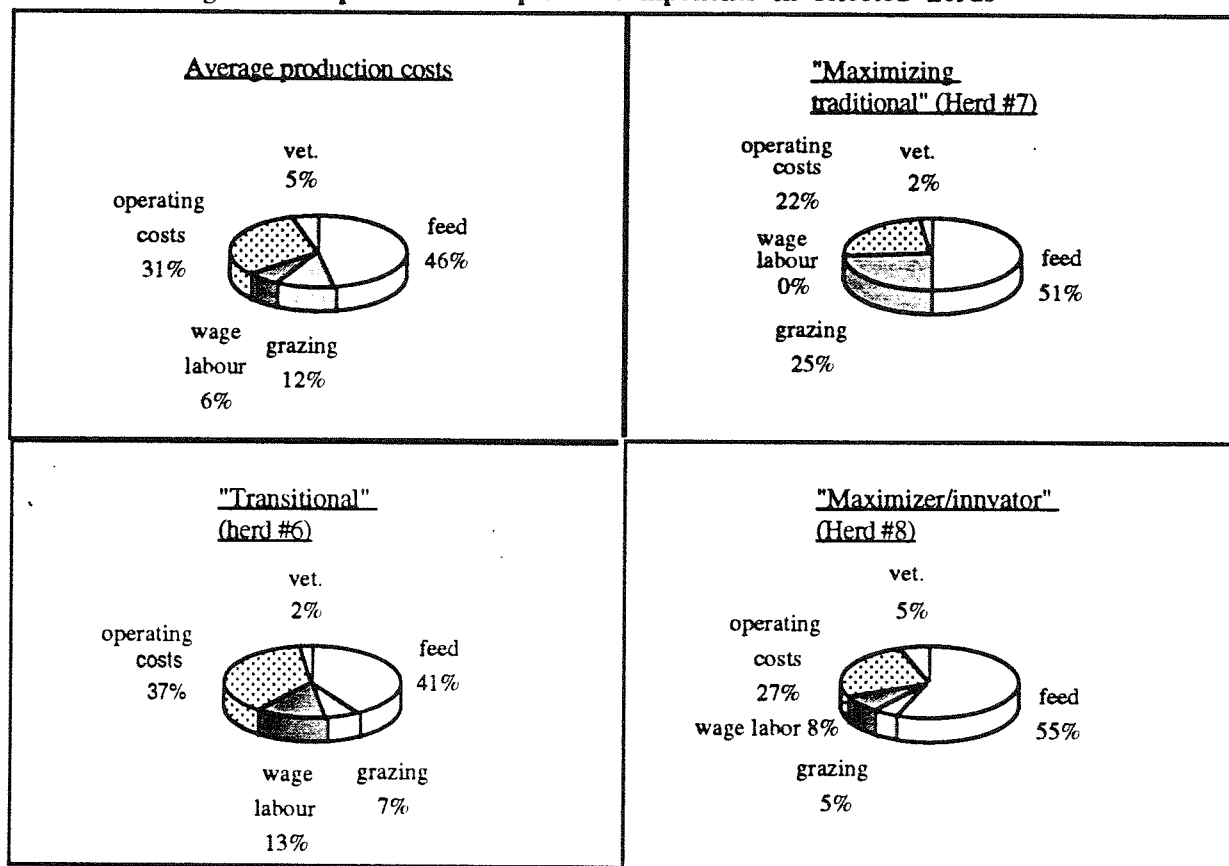 Average production costs
vet.
5%
operating
costs
31%
feed
46%
wage
labour
6%
grazing
12%
"Maximizing
traditional" (Herd #7)
operating
costs
22%
vet.
2%
wage
labour
0%
feed
51%
grazing
25%
"Transitional"
(herd #6)
vet.
2%
operating
costs
37%
feed
41%
wage
labour
13%
grazing
7%
"Maximizer/innvator"
(Herd #8)
vet.
5%
operating
costs
27%
feed
55%
wage labor 8%
grazing
5%